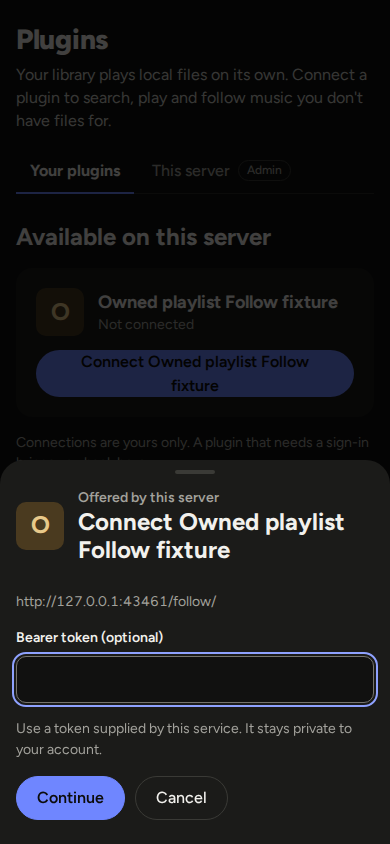 Plugins
Your library plays local files on its own. Connect a
plugin to search, play and follow music you don't
have files for.
Your plugins
This server
Admin
Available on this server
O
Owned playlist Follow fixture
Not connected
Connect Owned playlist Follow
fixture
Connections are yours only. A plugin that needs a sign-in
Offered by this server
O
Connect Owned playlist
Follow fixture
http://127.0.0.1:43461/follow/
Bearer token (optional)
Use a token supplied by this service. It stays private to
your account.
Continue
Cancel